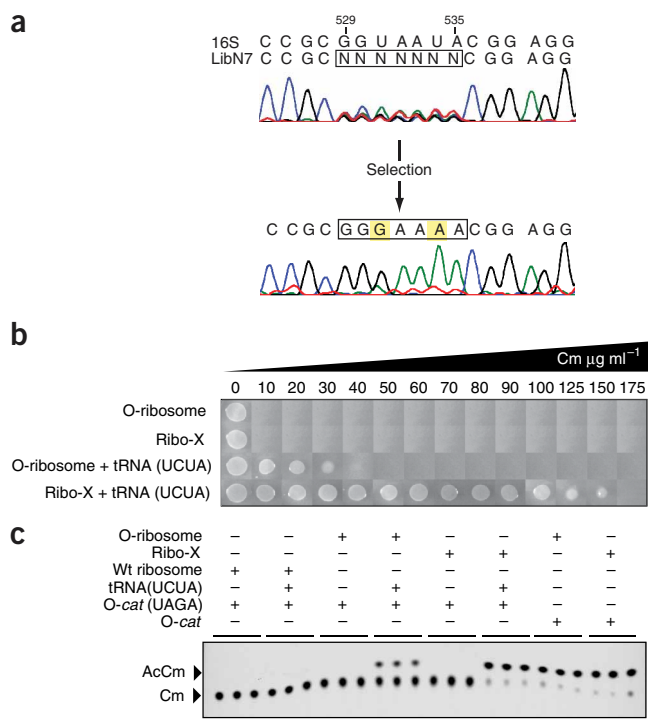 a
529 535
16S C C G C G G U A A U A C G G A G G
LibN7 C C G C N N N N N N N C G G A G G
Selection
C C G C G G G A A A A C G G A G G
b
Cm μg ml⁻¹
0 10 20 30 40 50 60 70 80 90 100 125 150 175
O-ribosome
Ribo-X
O-ribosome + tRNA (UCUA)
Ribo-X + tRNA (UCUA)
c
O-ribosome – – + + – – + –
Ribo-X – – – – + + – +
Wt ribosome + + – – – – – –
tRNA(UCUA) – + – + – + – –
O-cat (UAGA) + + + + + + – –
O-cat – – – – – – + +
AcCm
Cm